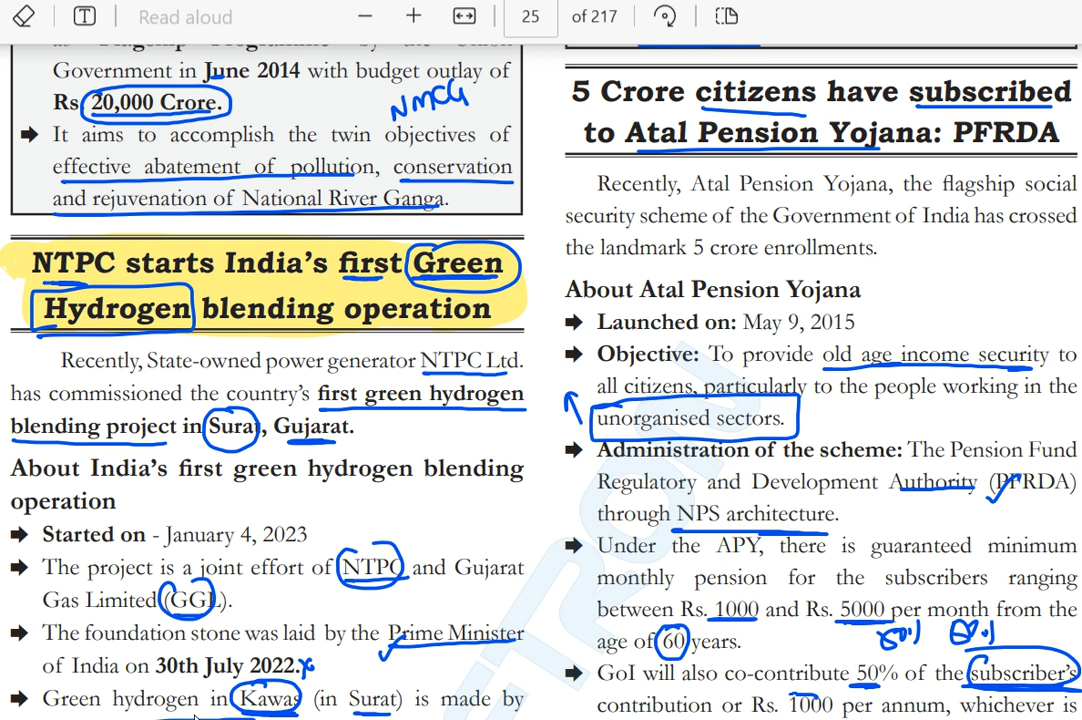 Read aloud
25
of 217
Government in June 2014 with budget outlay of
Rs 20,000 Crore.
NMCG
It aims to accomplish the twin objectives of
effective abatement of pollution, conservation
and rejuvenation of National River Ganga.
NTPC starts India's first Green
Hydrogen blending operation
Recently, State-owned power generator NTPC Ltd.
has commissioned the country's first green hydrogen
blending project in Surat, Gujarat.
About India's first green hydrogen blending
operation
Started on - January 4, 2023
The project is a joint effort of NTPC and Gujarat
Gas Limited (GGL).
The foundation stone was laid by the Prime Minister
of India on 30th July 2022.
Green hydrogen in Kawas (in Surat) is made by
5 Crore citizens have subscribed
to Atal Pension Yojana: PFRDA
Recently, Atal Pension Yojana, the flagship social
security scheme of the Government of India has crossed
the landmark 5 crore enrollments.
About Atal Pension Yojana
Launched on: May 9, 2015
Objective: To provide old age income security to
all citizens, particularly to the people working in the
unorganised sectors.
Administration of the scheme: The Pension Fund
Regulatory and Development Authority (PFRDA)
through NPS architecture.
Under the APY, there is guaranteed minimum
monthly pension for the subscribers ranging
between Rs. 1000 and Rs. 5000 per month from the
age of 60 years.
GoI will also co-contribute 50% of the subscriber's
contribution or Rs. 1000 per annum, whichever is